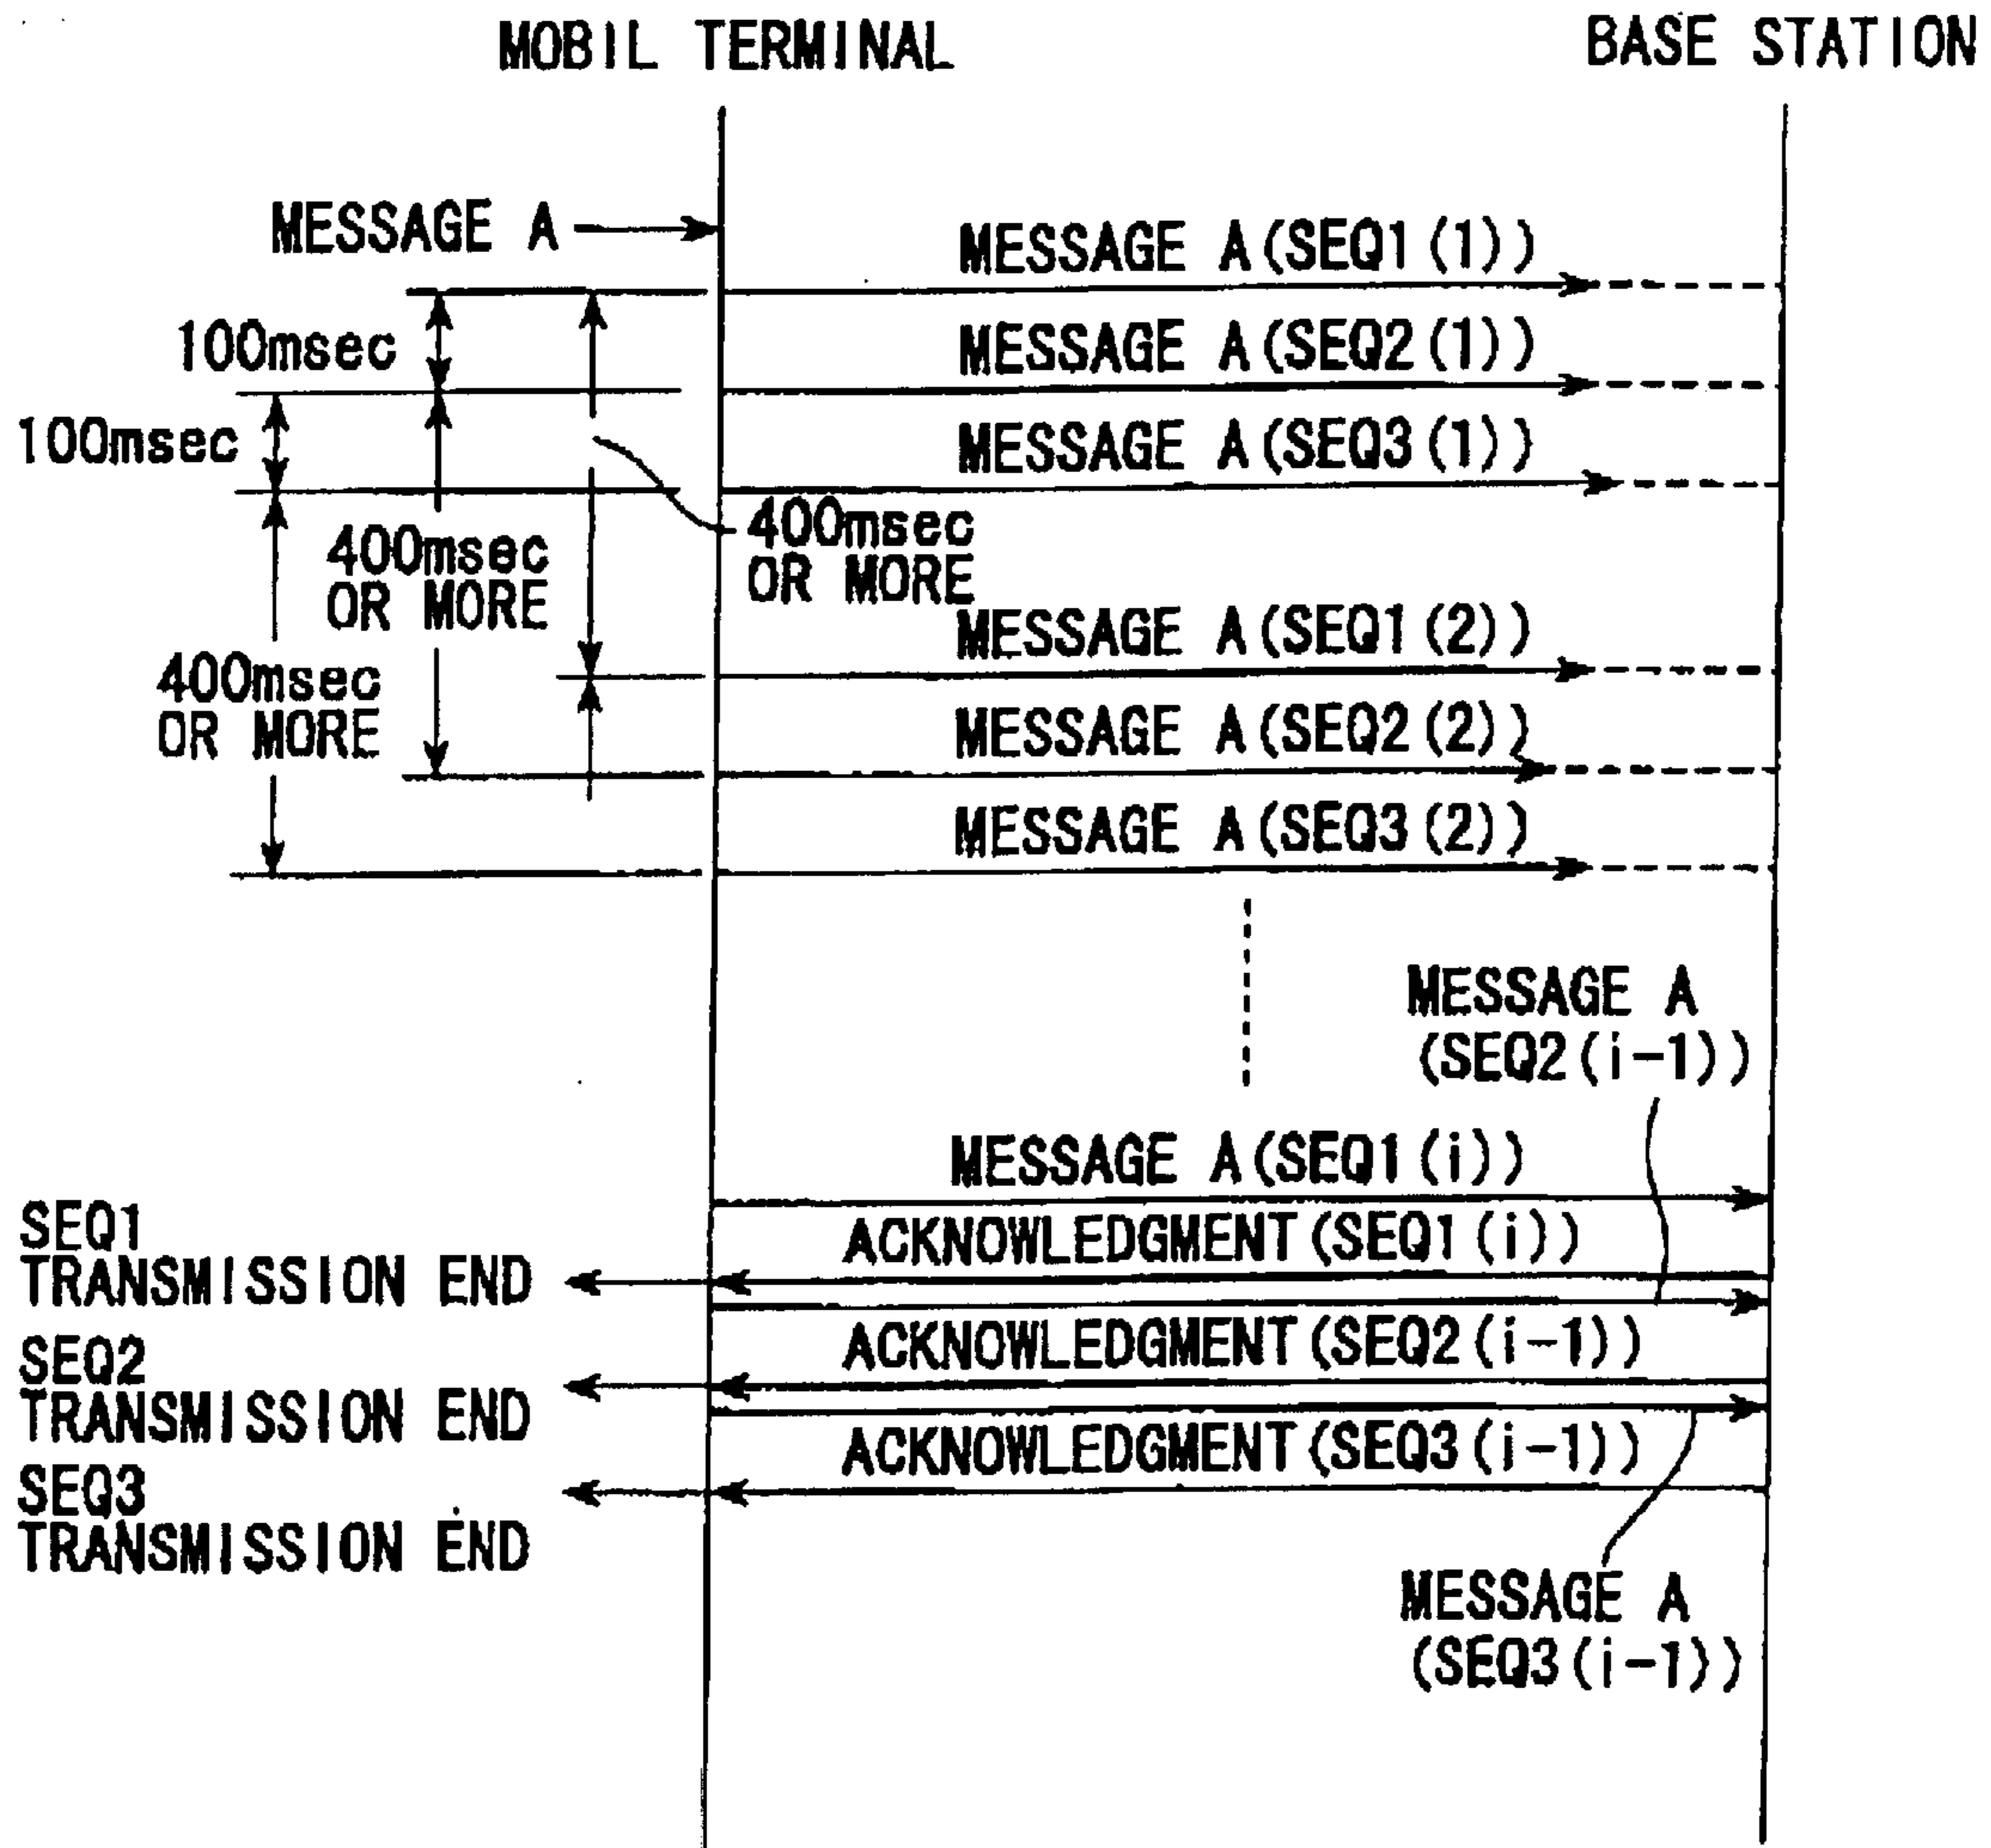 MOBIL TERMINAL
BASE STATION
MESSAGE A
MESSAGE A(SEQ1(1))
100msec
MESSAGE A(SEQ2(1))
100msec
MESSAGE A(SEQ3(1))
400msec
OR MORE
400msec
OR MORE
MESSAGE A(SEQ1(2))
400msec
OR MORE
MESSAGE A(SEQ2(2))
MESSAGE A(SEQ3(2))
MESSAGE A
(SEQ2(i-1))
MESSAGE A(SEQ1(i))
SEQ1
TRANSMISSION END
ACKNOWLEDGMENT(SEQ1(i))
SEQ2
TRANSMISSION END
ACKNOWLEDGMENT(SEQ2(i-1))
SEQ3
TRANSMISSION END
ACKNOWLEDGMENT(SEQ3(i-1))
MESSAGE A
(SEQ3(i-1))